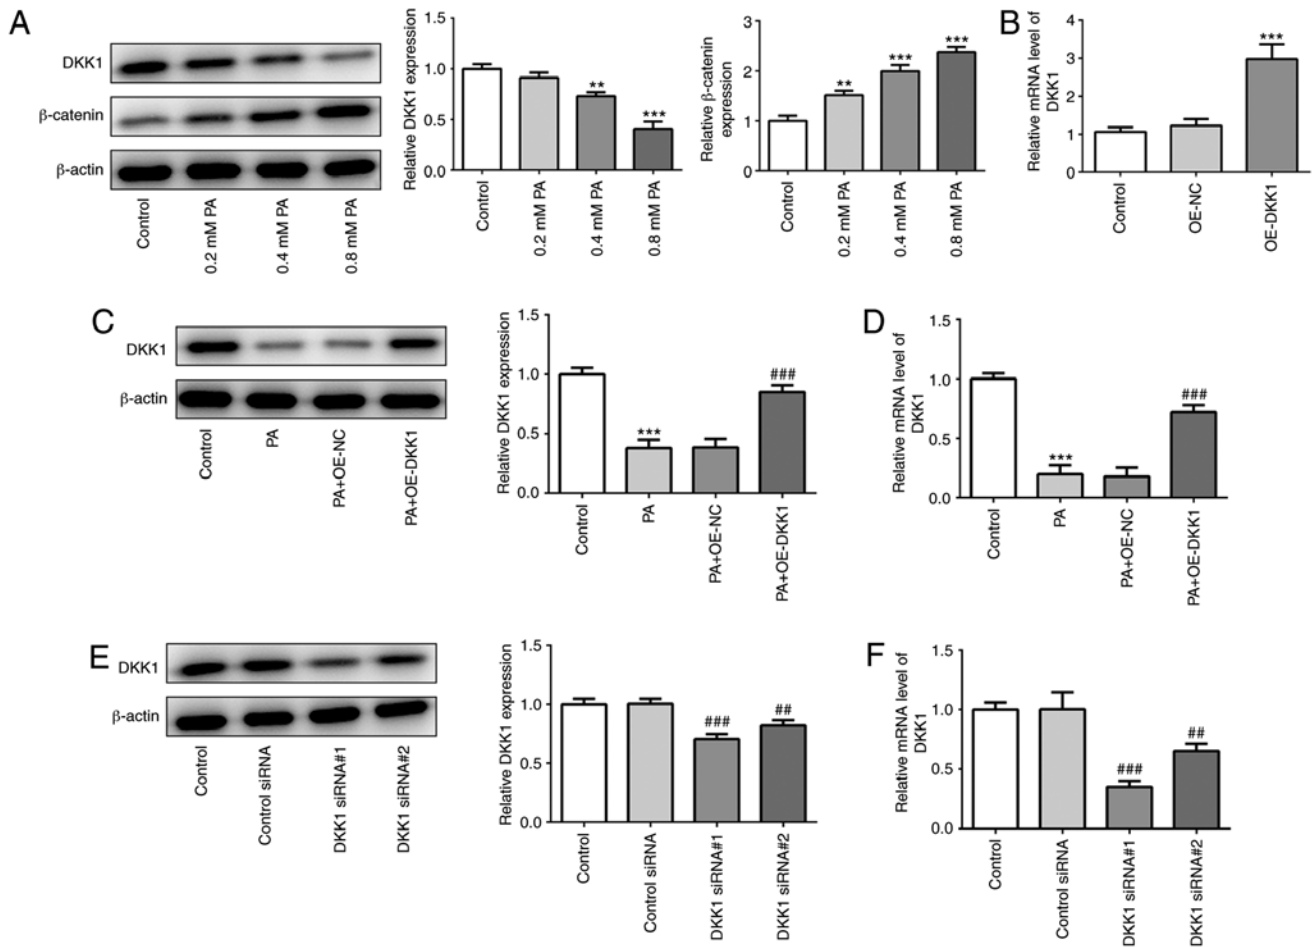 A
DKK1
β-catenin
β-actin
Control
0.2 mM PA
0.4 mM PA
0.8 mM PA
Relative DKK1 expression
1.5
1.0
0.5
0.0
**
***
Control
0.2 mM PA
0.4 mM PA
0.8 mM PA
Relative β-catenin
expression
3
2
1
0
**
***
***
Control
0.2 mM PA
0.4 mM PA
0.8 mM PA
B
Relative mRNA level of
DKK1
4
3
2
1
0
***
Control
OE-NC
OE-DKK1
C
DKK1
β-actin
Control
PA
PA+OE-NC
PA+OE-DKK1
Relative DKK1 expression
1.5
1.0
0.5
0.0
***
###
Control
PA
PA+OE-NC
PA+OE-DKK1
D
Relative mRNA level of
DKK1
1.5
1.0
0.5
0.0
***
###
Control
PA
PA+OE-NC
PA+OE-DKK1
E
DKK1
β-actin
Control
Control siRNA
DKK1 siRNA#1
DKK1 siRNA#2
Relative DKK1 expression
1.5
1.0
0.5
0.0
###
##
Control
Control siRNA
DKK1 siRNA#1
DKK1 siRNA#2
F
Relative mRNA level of
DKK1
1.5
1.0
0.5
0.0
###
##
Control
Control siRNA
DKK1 siRNA#1
DKK1 siRNA#2